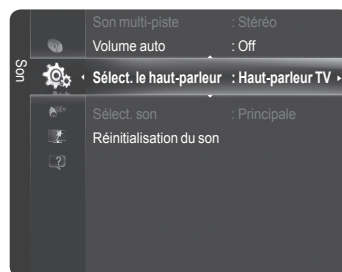 Son
Son multi-piste : Stéréo
Volume auto : Off
Sélect. le haut-parleur : Haut-parleur TV
Sélect. son : Principale
Réinitialisation du son